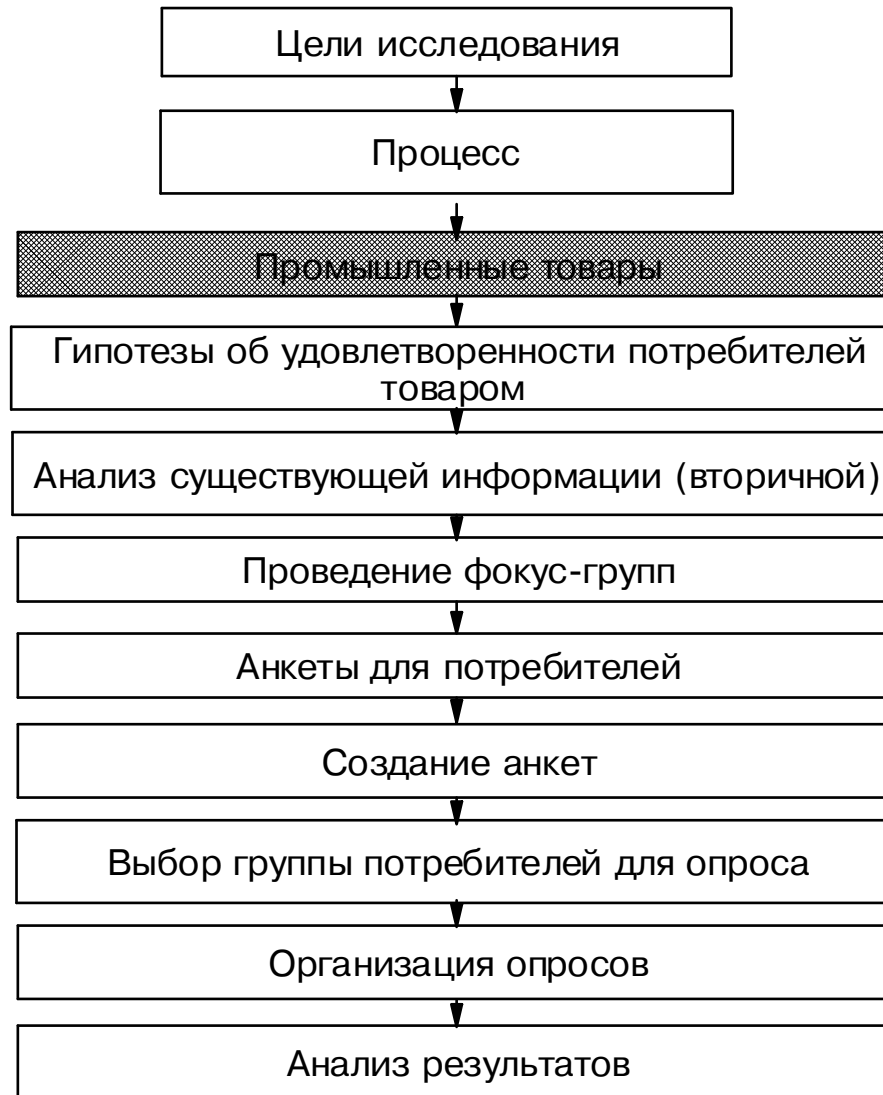 Цели исследования
Процесс
Промышленные товары
Гипотезы об удовлетворенности потребителей
товаром
Анализ существующей информации (вторичной)
Проведение фокус-групп
Анкеты для потребителей
Создание анкет
Выбор группы потребителей для опроса
Организация опросов
Анализ результатов